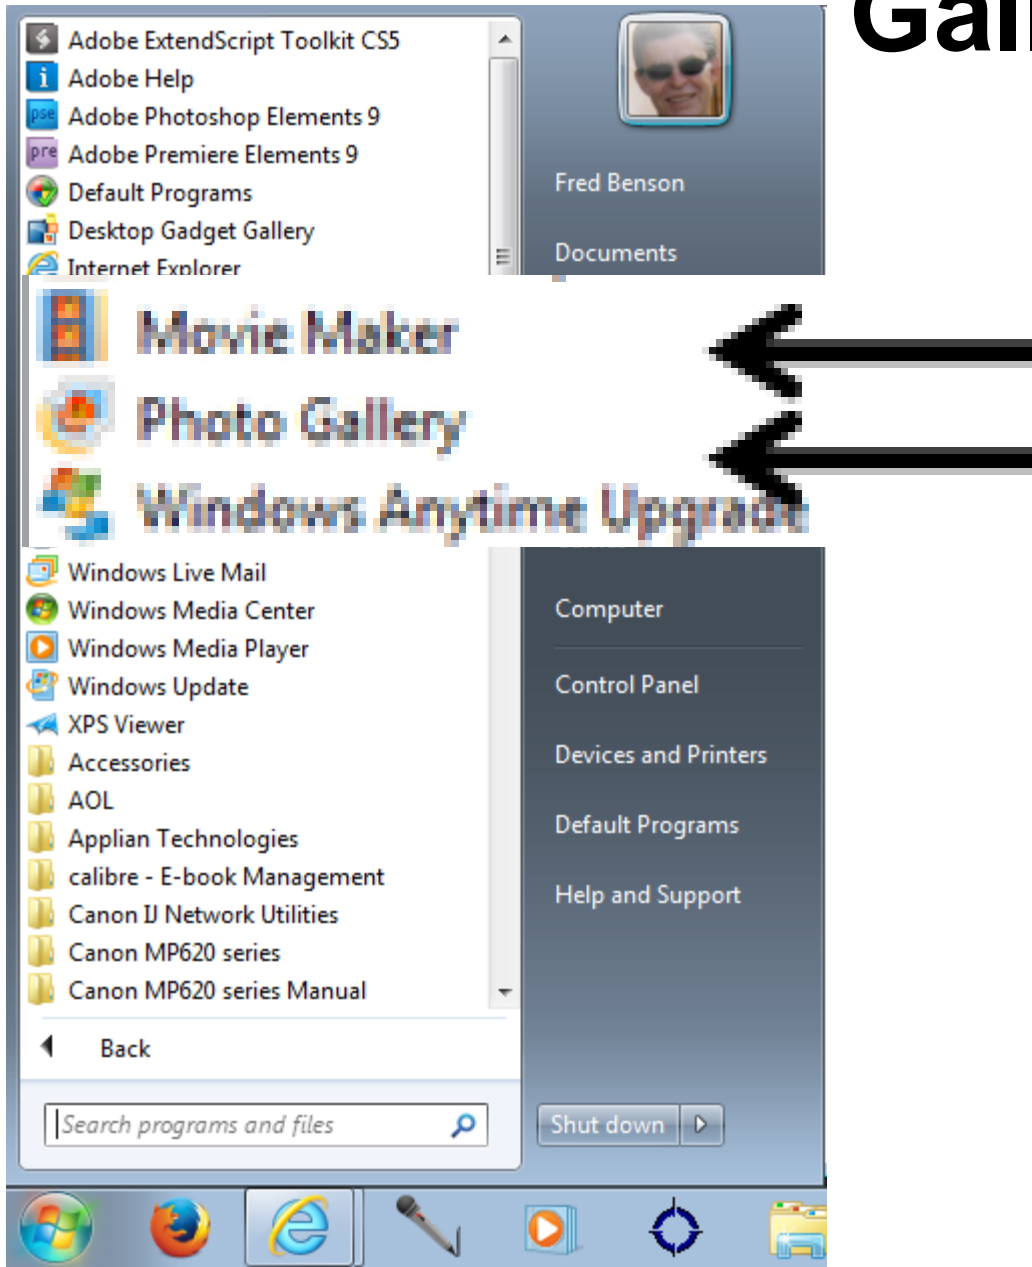 Adobe ExtendScript Toolkit CS5
Adobe Help
pse Adobe Photoshop Elements 9
pre Adobe Premiere Elements 9
Default Programs
Desktop Gadget Gallery
Internet Explorer
Movie Maker
Photo Gallery
Windows Anytime Upgrade
Windows Live Mail
Windows Media Center
Windows Media Player
Windows Update
XPS Viewer
Accessories
AOL
Applian Technologies
calibre - E-book Management
Canon IJ Network Utilities
Canon MP620 series
Canon MP620 series Manual
Back
Search programs and files
Fred Benson
Documents
Computer
Control Panel
Devices and Printers
Default Programs
Help and Support
Shut down